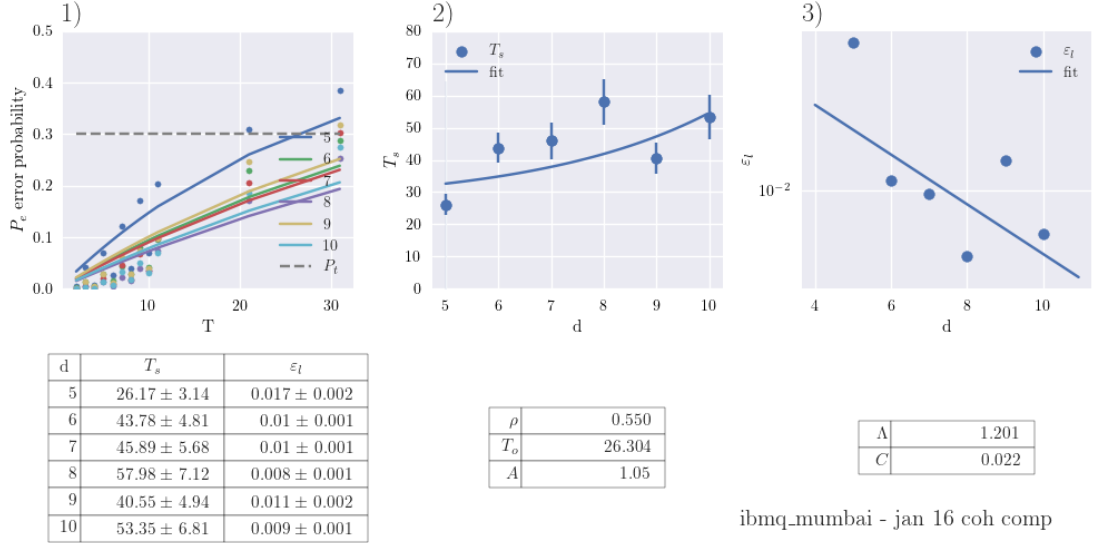 1)
0.5
0.4
0.3
0.2
0.1
0.0
P_e error probability
10
20
30
T
5
6
7
8
9
10
P_t
2)
80
70
60
50
40
30
20
10
0
T_s
T_s
fit
5
6
7
8
9
10
d
3)
ε_l
fit
10^{-2}
ε_l
4
6
8
10
d
d T_s ε_l
5 26.17 ± 3.14 0.017 ± 0.002
6 43.78 ± 4.81 0.01 ± 0.001
7 45.89 ± 5.68 0.01 ± 0.001
8 57.98 ± 7.12 0.008 ± 0.001
9 40.55 ± 4.94 0.011 ± 0.002
10 53.35 ± 6.81 0.009 ± 0.001
ρ 0.550
T_o 26.304
A 1.05
Λ 1.201
C 0.022
ibmq_mumbai - jan 16 coh comp